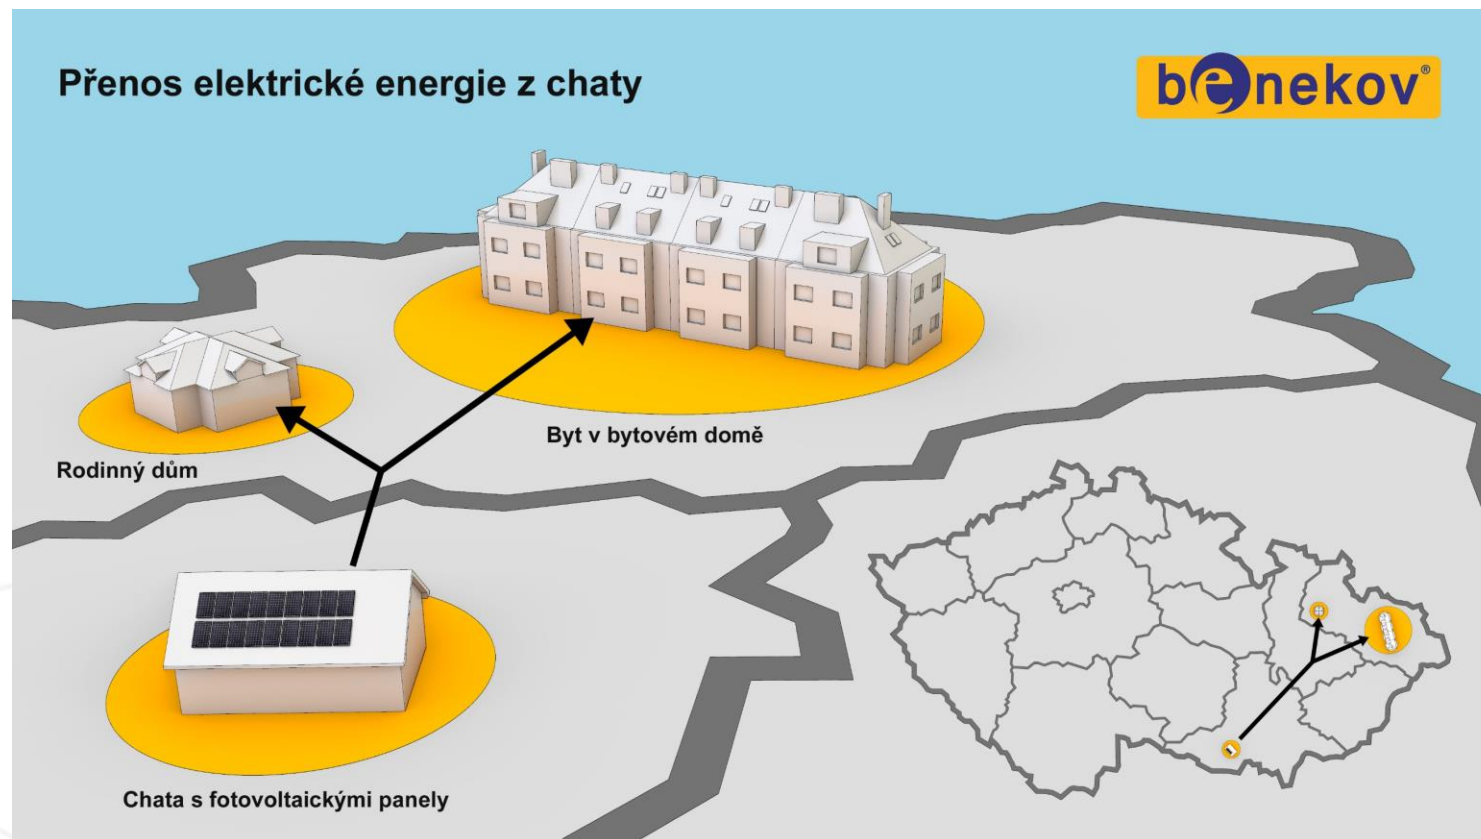 Přenos elektrické energie z chaty
benekov®
Byt v bytovém domě
Rodinný dům
Chata s fotovoltaickými panely